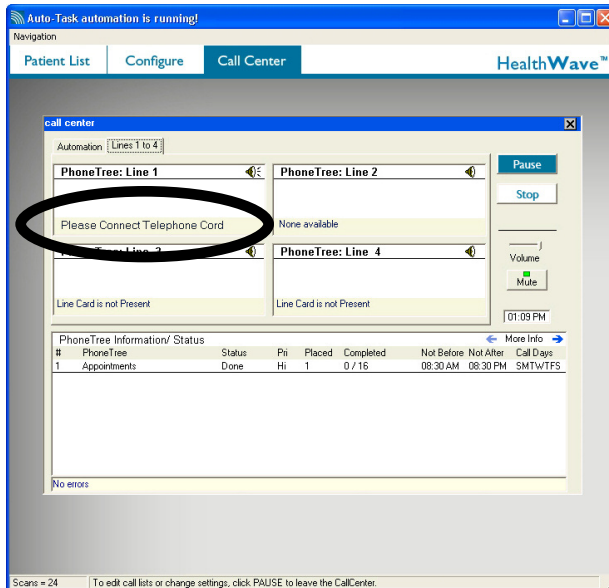 Auto-Task automation is running!
Navigation
Patient List Configure Call Center HealthWave™
call center
Automation Lines 1 to 4
PhoneTree: Line 1 PhoneTree: Line 2 Pause
Stop
Please Connect Telephone Cord None available
PhoneTree: Line 4
Volume
Mute
Line Card is not Present Line Card is not Present
01:09 PM
PhoneTree Information/ Status More Info
# PhoneTree Status Pri Placed Completed Not Before Not After Call Days
1 Appointments Done Hi 1 0 / 16 08:30 AM 08:30 PM SMTWTFS
No errors
Scans = 24 To edit call lists or change settings, click PAUSE to leave the CallCenter.